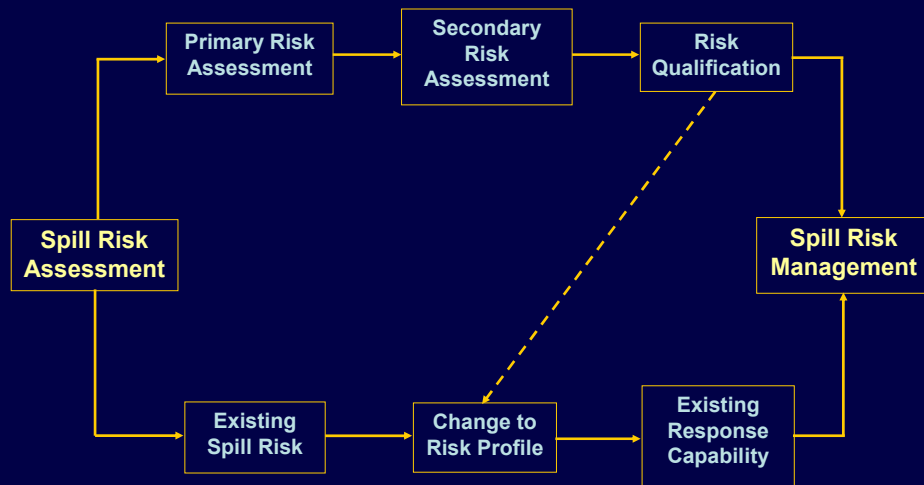 Primary Risk
Assessment
Secondary
Risk
Assessment
Risk
Qualification
Spill Risk
Assessment
Spill Risk
Management
Existing
Spill Risk
Change to
Risk Profile
Existing
Response
Capability